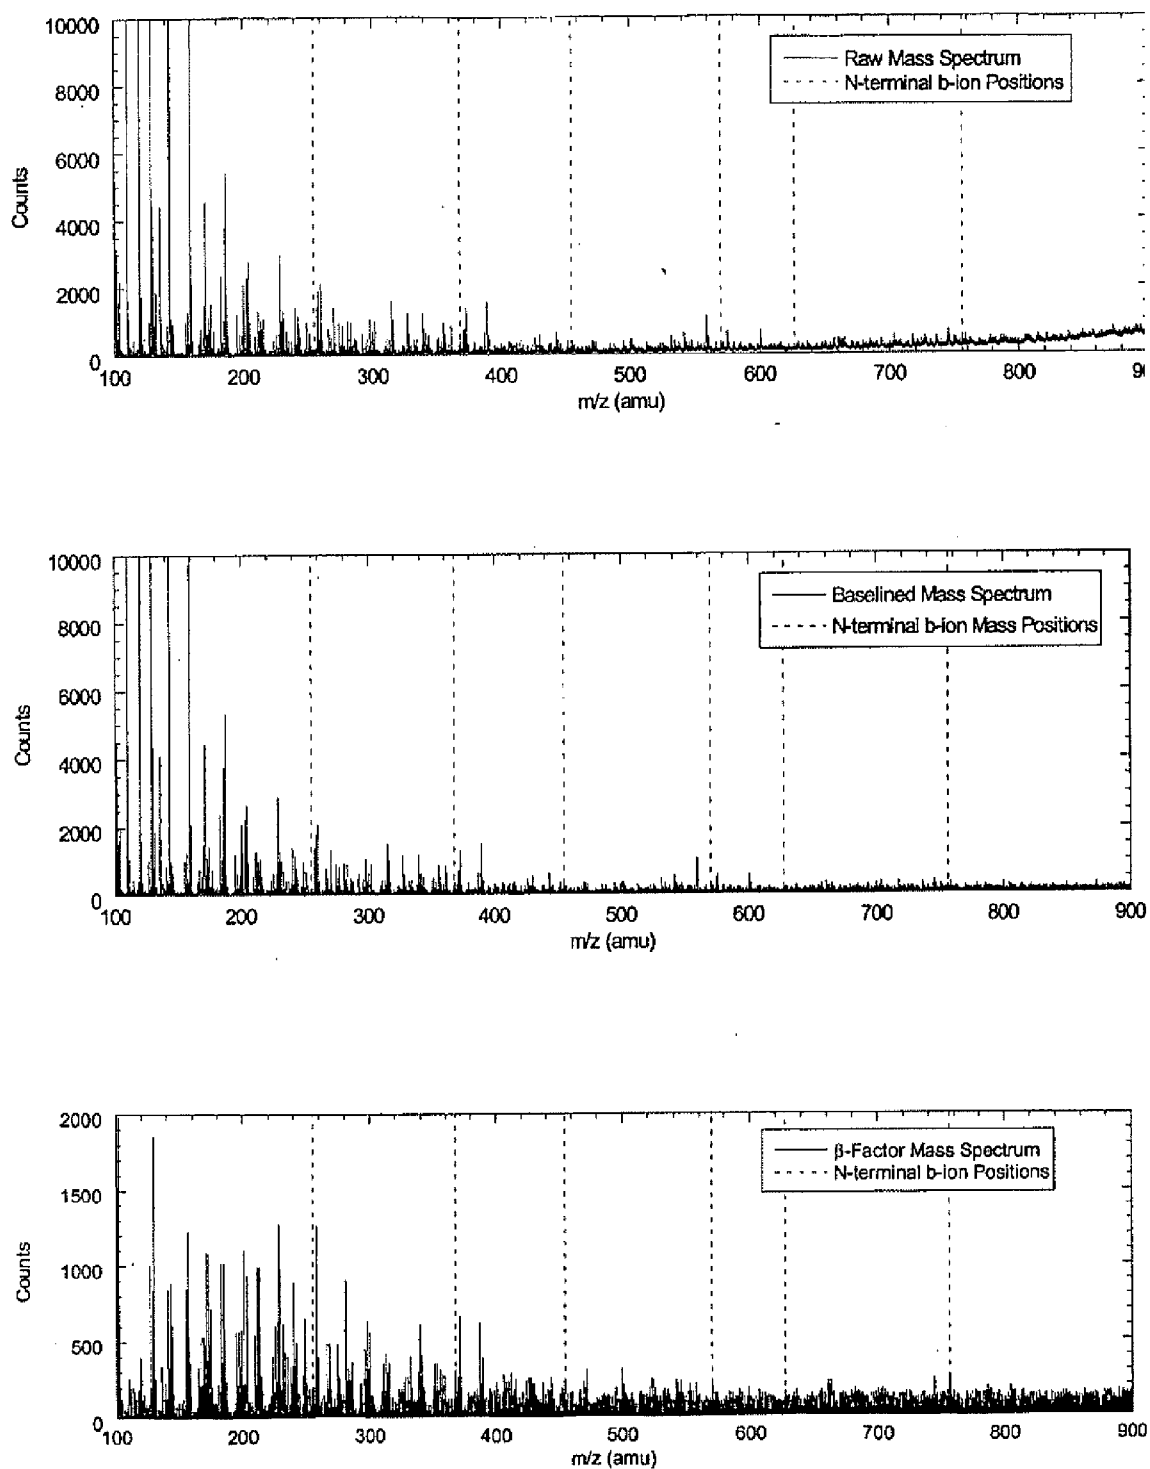 10000
8000
6000
4000
2000
0
Counts
Raw Mass Spectrum
N-terminal b-ion Positions
100 200 300 400 500 600 700 800 90
m/z (amu)
10000
8000
6000
4000
2000
0
Counts
Baselined Mass Spectrum
N-terminal b-ion Mass Positions
100 200 300 400 500 600 700 800 900
m/z (amu)
2000
1500
1000
500
0
Counts
β-Factor Mass Spectrum
N-terminal b-ion Positions
100 200 300 400 500 600 700 800 900
m/z (amu)